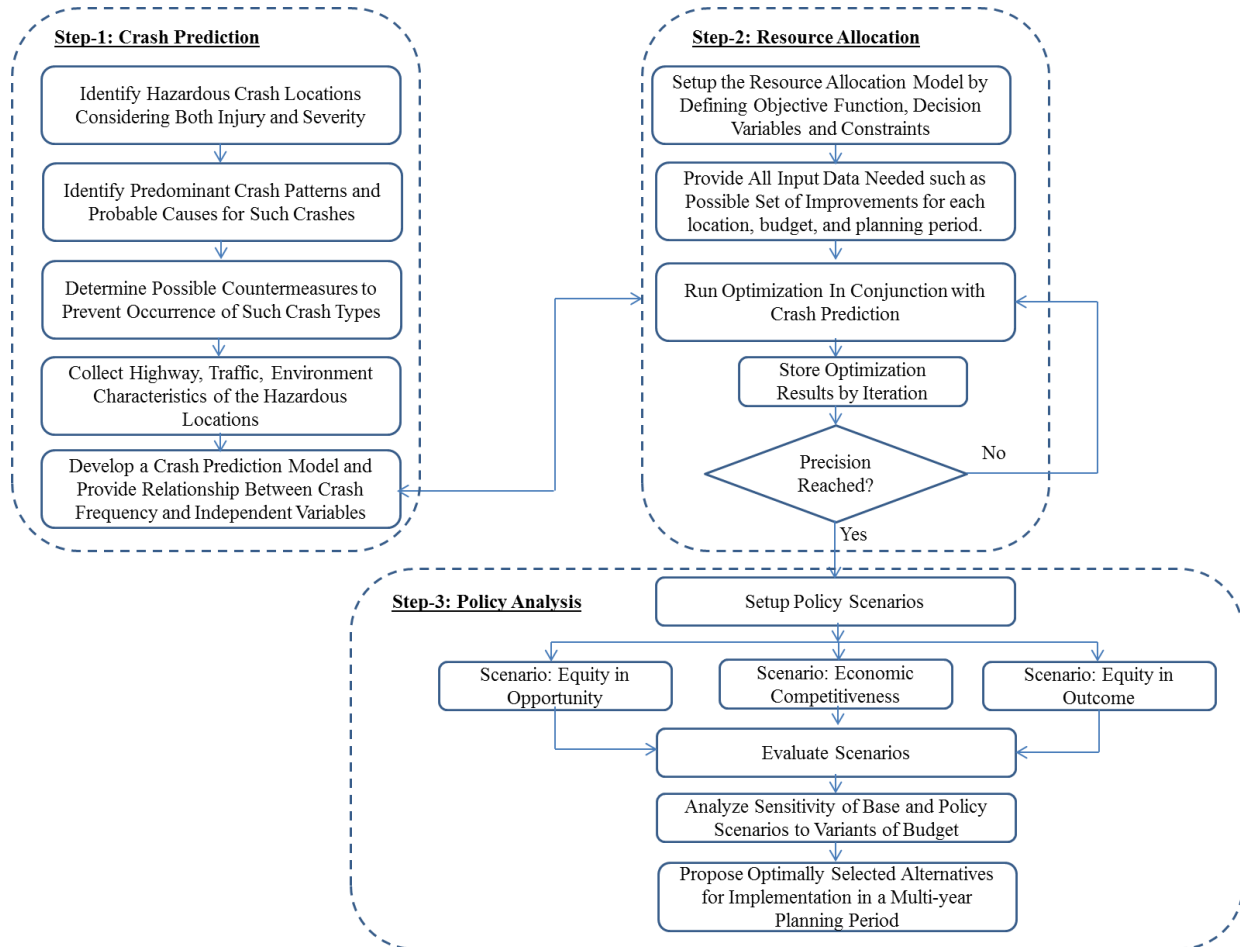 Step-1: Crash Prediction
Identify Hazardous Crash Locations
Considering Both Injury and Severity
Identify Predominant Crash Patterns and
Probable Causes for Such Crashes
Determine Possible Countermeasures to
Prevent Occurrence of Such Crash Types
Collect Highway, Traffic, Environment
Characteristics of the Hazardous
Locations
Develop a Crash Prediction Model and
Provide Relationship Between Crash
Frequency and Independent Variables
Step-2: Resource Allocation
Setup the Resource Allocation Model by
Defining Objective Function, Decision
Variables and Constraints
Provide All Input Data Needed such as
Possible Set of Improvements for each
location, budget, and planning period.
Run Optimization In Conjunction with
Crash Prediction
Store Optimization
Results by Iteration
Precision
Reached?
No
Yes
Step-3: Policy Analysis
Setup Policy Scenarios
Scenario: Equity in
Opportunity
Scenario: Economic
Competitiveness
Scenario: Equity in
Outcome
Evaluate Scenarios
Analyze Sensitivity of Base and Policy
Scenarios to Variants of Budget
Propose Optimally Selected Alternatives
for Implementation in a Multi-year
Planning Period